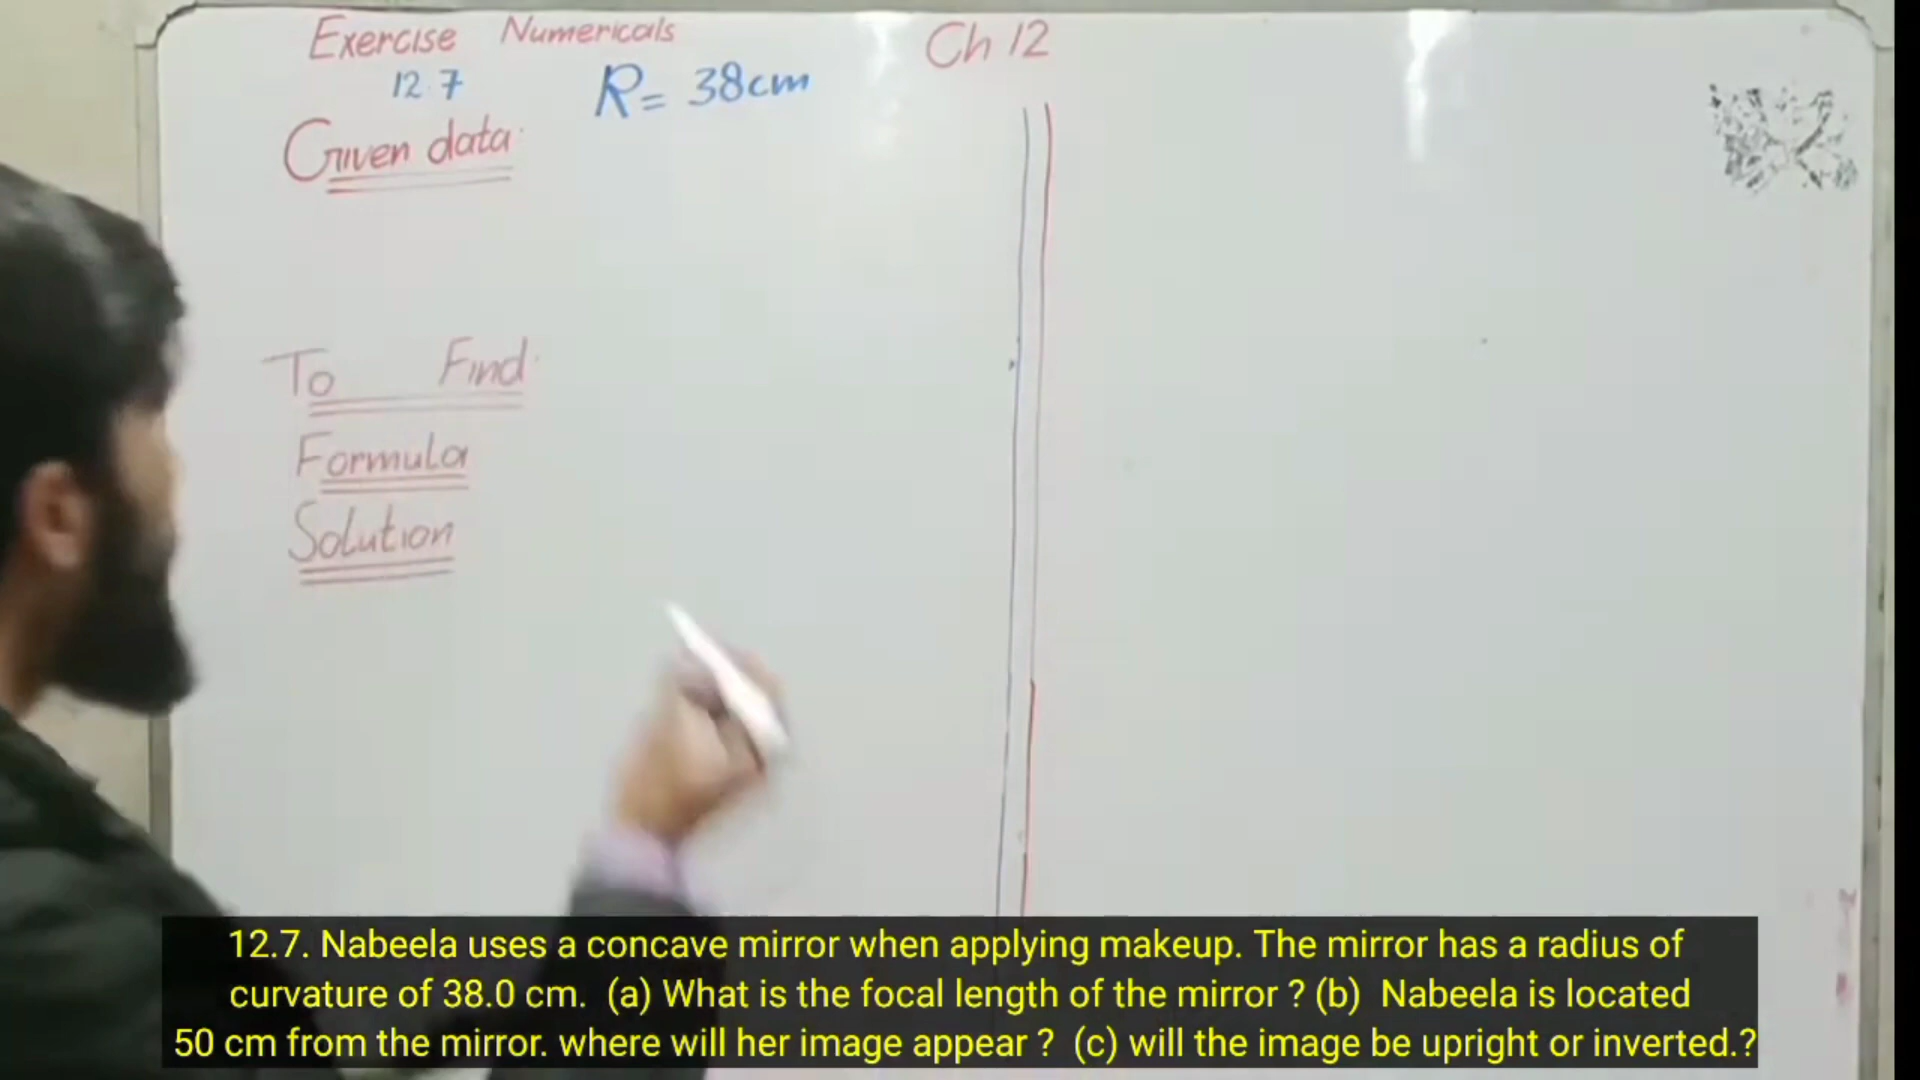 Exercise Numericals
Ch 12
12.7
R = 38cm
Given data
To Find
Formula
Solution
12.7. Nabeela uses a concave mirror when applying makeup. The mirror has a radius of
curvature of 38.0 cm. (a) What is the focal length of the mirror ? (b) Nabeela is located
50 cm from the mirror. where will her image appear ? (c) will the image be upright or inverted.?